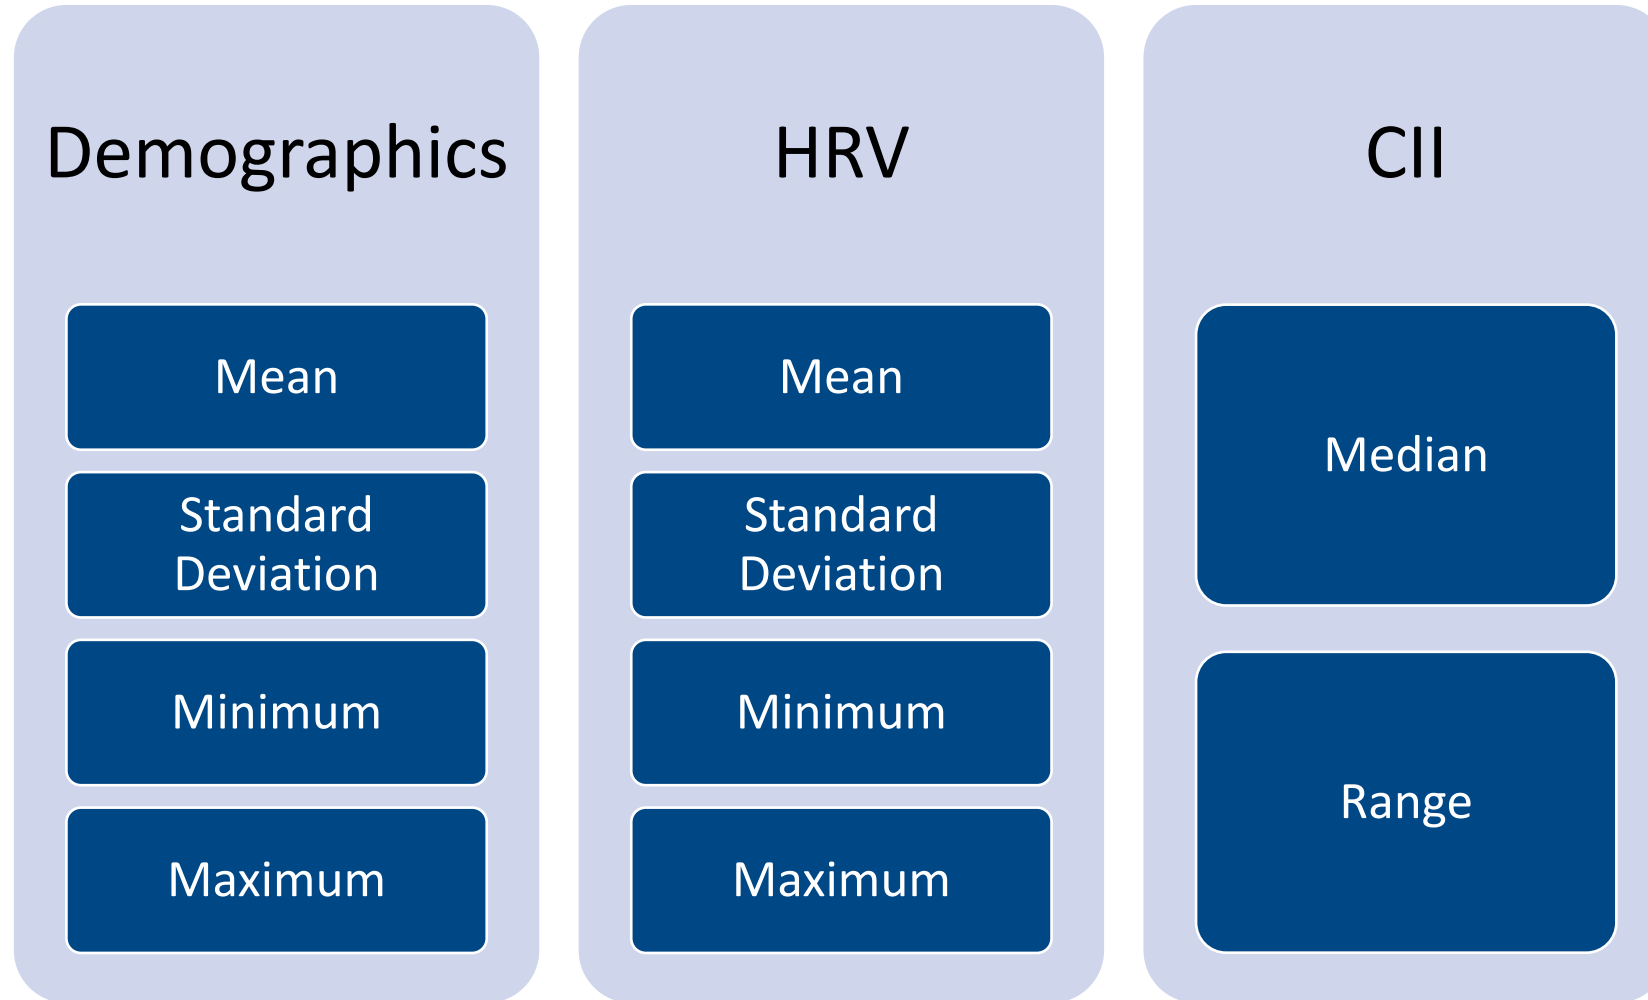 Demographics
Mean
Standard
Deviation
Minimum
Maximum
HRV
Mean
Standard
Deviation
Minimum
Maximum
CII
Median
Range